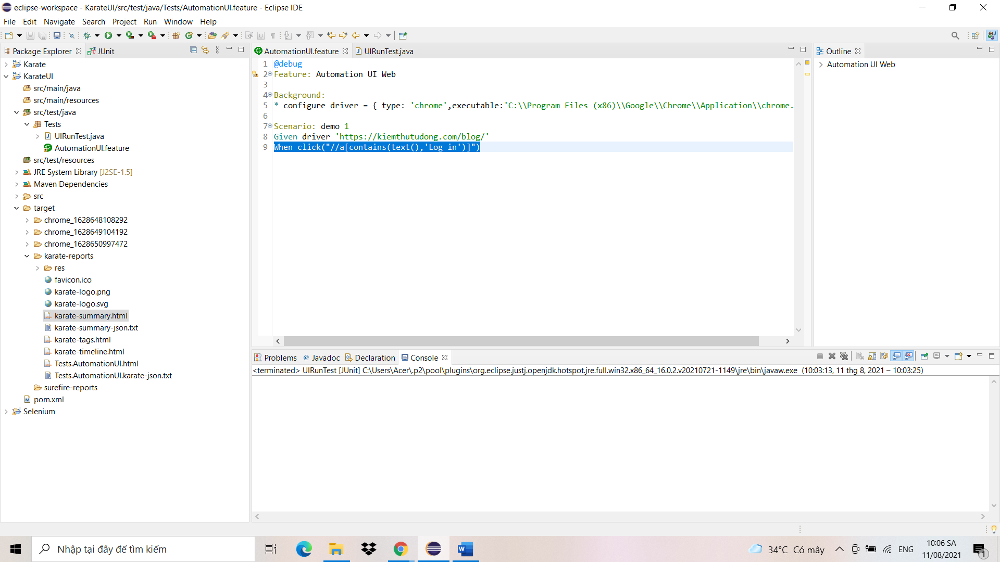 eclipse-workspace - KarateUI/src/test/java/Tests/AutomationUI.feature - Eclipse IDE
File Edit Navigate Search Project Run Window Help
Package Explorer JUnit
Karate
KarateUI
src/main/java
src/main/resources
src/test/java
Tests
UIRunTest.java
AutomationUI.feature
src/test/resources
JRE System Library [J2SE-1.5]
Maven Dependencies
src
target
chrome_1628648108292
chrome_1628649104192
chrome_1628650997472
karate-reports
res
favicon.ico
karate-logo.png
karate-logo.svg
karate-summary.html
karate-summary-json.txt
karate-tags.html
karate-timeline.html
Tests.AutomationUI.html
Tests.AutomationUI.karate-json.txt
surefire-reports
pom.xml
Selenium
AutomationUI.feature UIRunTest.java
1 @debug
2 Feature: Automation UI Web
3
4 Background:
5 * configure driver = { type: 'chrome',executable:'C:\\Program Files (x86)\\Google\\Chrome\\Application\\chrome.
6
7 Scenario: demo 1
8 Given driver 'https://kiemthutudong.com/blog/'
9 When click("//a[contains(text(),'Log in')]")
Outline
Automation UI Web
Problems @ Javadoc Declaration Console
<terminated> UIRunTest [JUnit] C:\Users\Acer\.p2\pool\plugins\org.eclipse.justj.openjdk.hotspot.jre.full.win32.x86_64_16.0.2.v20210721-1149\jre\bin\javaw.exe (10:03:13, 11 thg 8, 2021 – 10:03:25)
Nhập tại đây để tìm kiếm
34°C Có mây
ENG
10:06 SA
11/08/2021
1